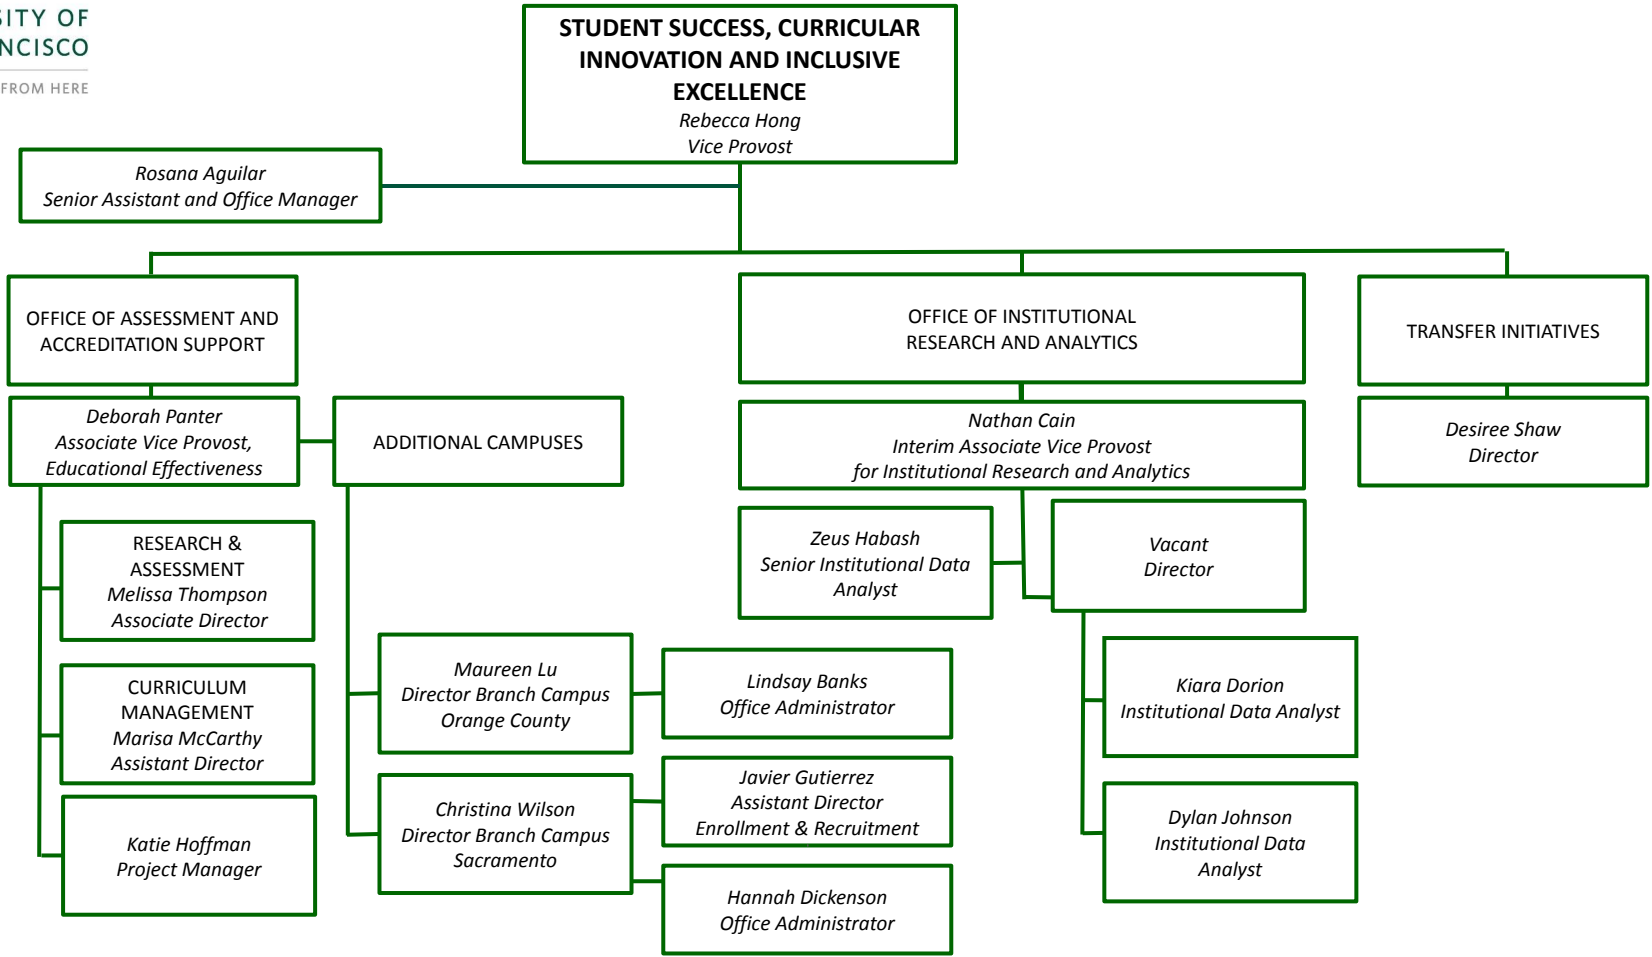 SITY OF
NCISCO
FROM HERE
STUDENT SUCCESS, CURRICULAR
INNOVATION AND INCLUSIVE
EXCELLENCE
Rebecca Hong
Vice Provost
Rosana Aguilar
Senior Assistant and Office Manager
OFFICE OF ASSESSMENT AND
ACCREDITATION SUPPORT
OFFICE OF INSTITUTIONAL
RESEARCH AND ANALYTICS
TRANSFER INITIATIVES
Deborah Panter
Associate Vice Provost,
Educational Effectiveness
ADDITIONAL CAMPUSES
Nathan Cain
Interim Associate Vice Provost
for Institutional Research and Analytics
Desiree Shaw
Director
RESEARCH &
ASSESSMENT
Melissa Thompson
Associate Director
Zeus Habash
Senior Institutional Data
Analyst
Vacant
Director
CURRICULUM
MANAGEMENT
Marisa McCarthy
Assistant Director
Maureen Lu
Director Branch Campus
Orange County
Lindsay Banks
Office Administrator
Kiara Dorion
Institutional Data Analyst
Katie Hoffman
Project Manager
Christina Wilson
Director Branch Campus
Sacramento
Javier Gutierrez
Assistant Director
Enrollment & Recruitment
Hannah Dickenson
Office Administrator
Dylan Johnson
Institutional Data
Analyst